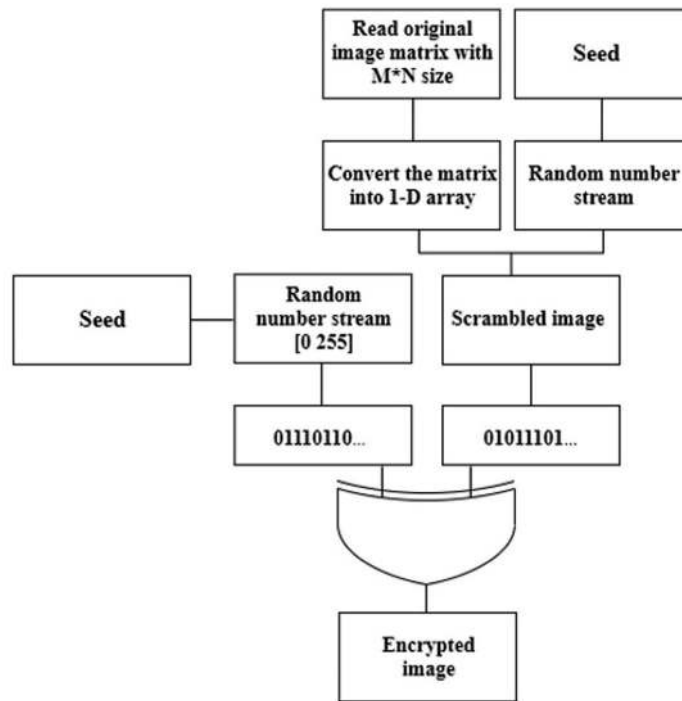 Read original
image matrix with
M*N size
Seed
Convert the matrix
into 1-D array
Random number
stream
Seed
Random
number stream
[0 255]
Scrambled image
01110110...
01011101...
Encrypted
image